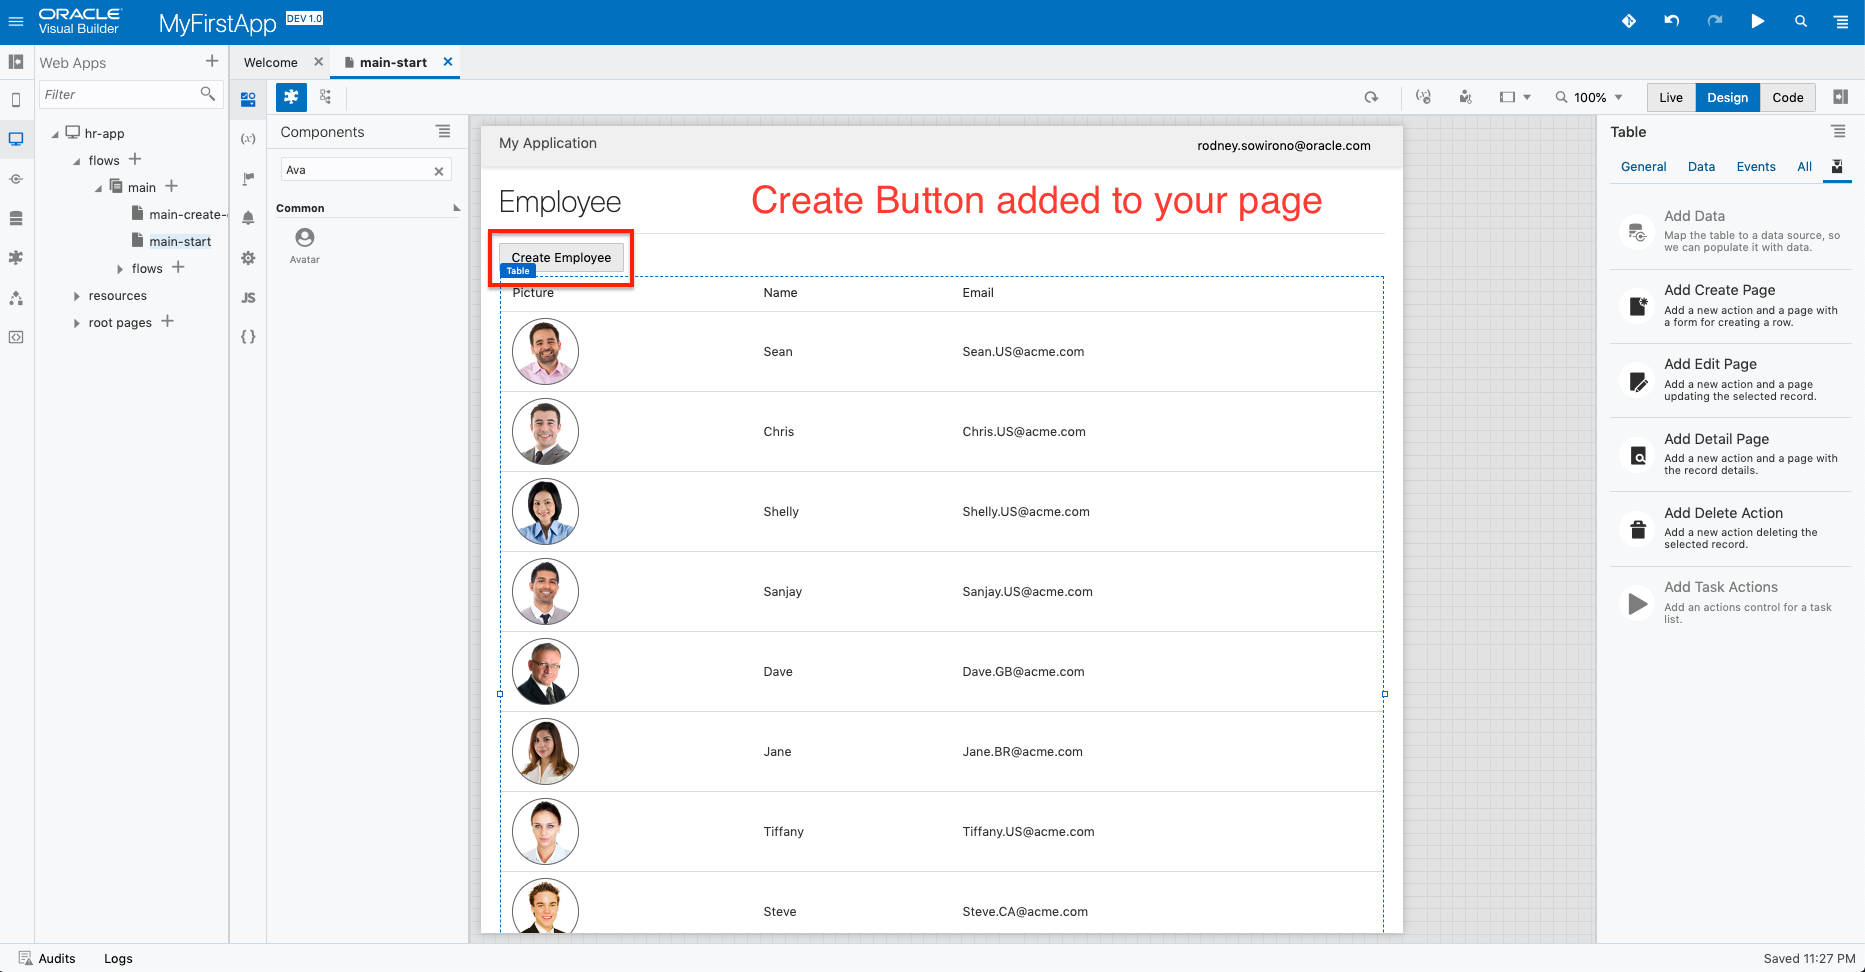 ORACLE
Visual Builder
MyFirstApp DEV 1.0
Web Apps
Filter
hr-app
flows
main
main-create-
main-start
flows
resources
root pages
Welcome
main-start
100%
Live
Design
Code
Components
Ava
Common
Avatar
My Application
rodney.sowirono@oracle.com
Employee
Create Button added to your page
Create Employee
Table
Picture Name Email
Sean Sean.US@acme.com
Chris Chris.US@acme.com
Shelly Shelly.US@acme.com
Sanjay Sanjay.US@acme.com
Dave Dave.GB@acme.com
Jane Jane.BR@acme.com
Tiffany Tiffany.US@acme.com
Steve Steve.CA@acme.com
(x)
JS
{ }
Table
General Data Events All
Add Data
Map the table to a data source, so
we can populate it with data.
Add Create Page
Add a new action and a page with
a form for creating a row.
Add Edit Page
Add a new action and a page
updating the selected record.
Add Detail Page
Add a new action and a page with
the record details.
Add Delete Action
Add a new action deleting the
selected record.
Add Task Actions
Add an actions control for a task
list.
Audits
Logs
Saved 11:27 PM